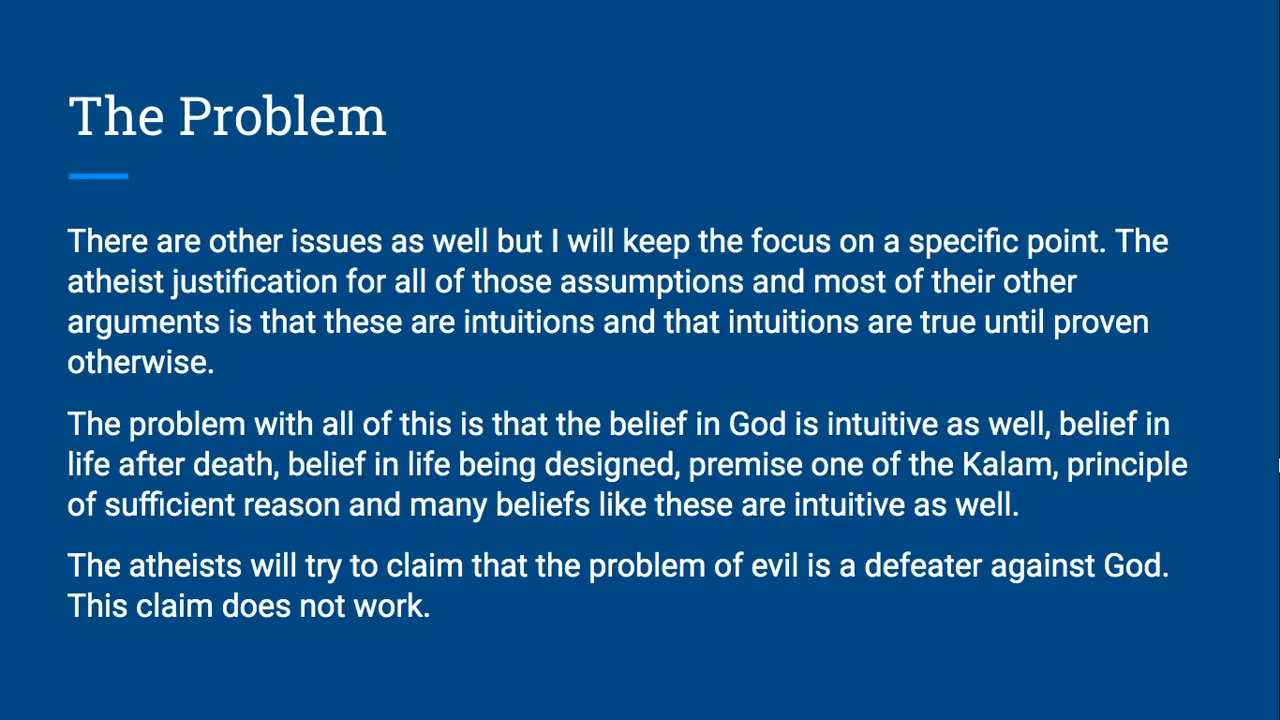 The Problem
There are other issues as well but I will keep the focus on a specific point. The
atheist justification for all of those assumptions and most of their other
arguments is that these are intuitions and that intuitions are true until proven
otherwise.
The problem with all of this is that the belief in God is intuitive as well, belief in
life after death, belief in life being designed, premise one of the Kalam, principle
of sufficient reason and many beliefs like these are intuitive as well.
The atheists will try to claim that the problem of evil is a defeater against God.
This claim does not work.